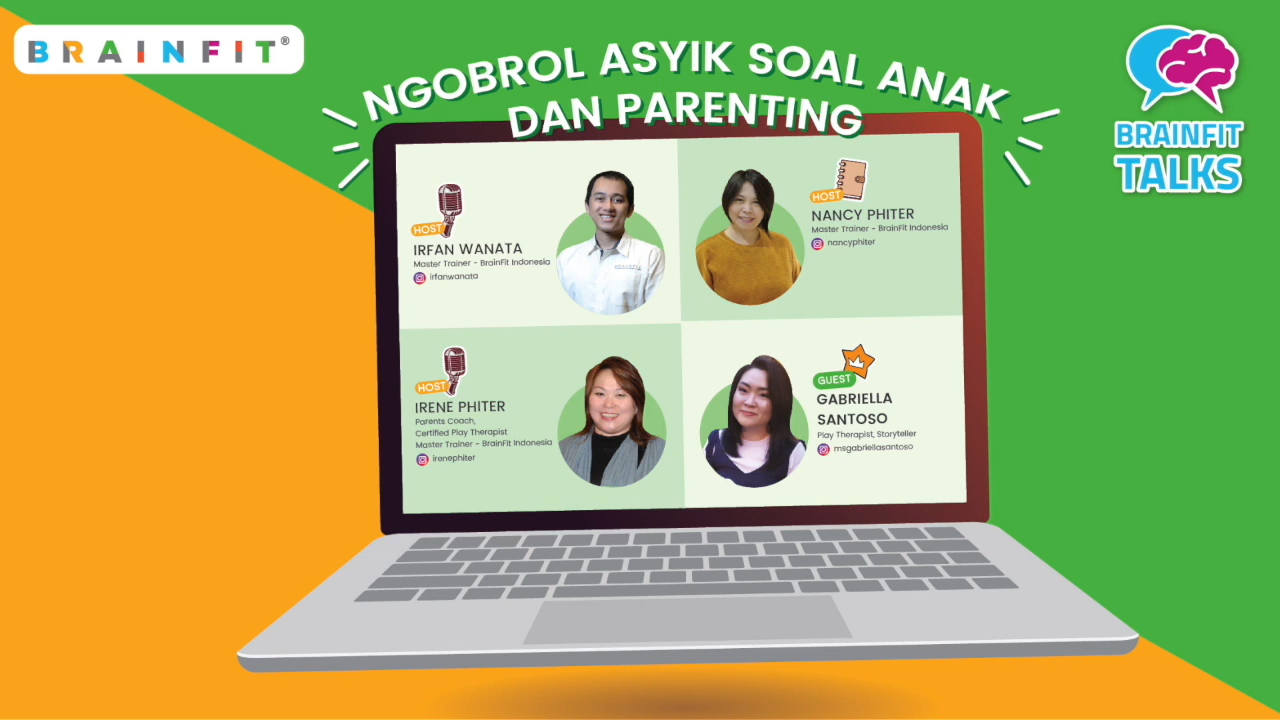 BRAINFIT®
NGOBROL ASYIK SOAL ANAK
DAN PARENTING
BRAINFIT
TALKS
HOST
IRFAN WANATA
Master Trainer - BrainFit Indonesia
irfanwanata
HOST
NANCY PHITER
Master Trainer - BrainFit Indonesia
nancyphiter
HOST
IRENE PHITER
Parents Coach,
Certified Play Therapist
Master Trainer - BrainFit Indonesia
irenephiter
GUEST
GABRIELLA
SANTOSO
Play Therapist, Storyteller
msgabriellasantoso